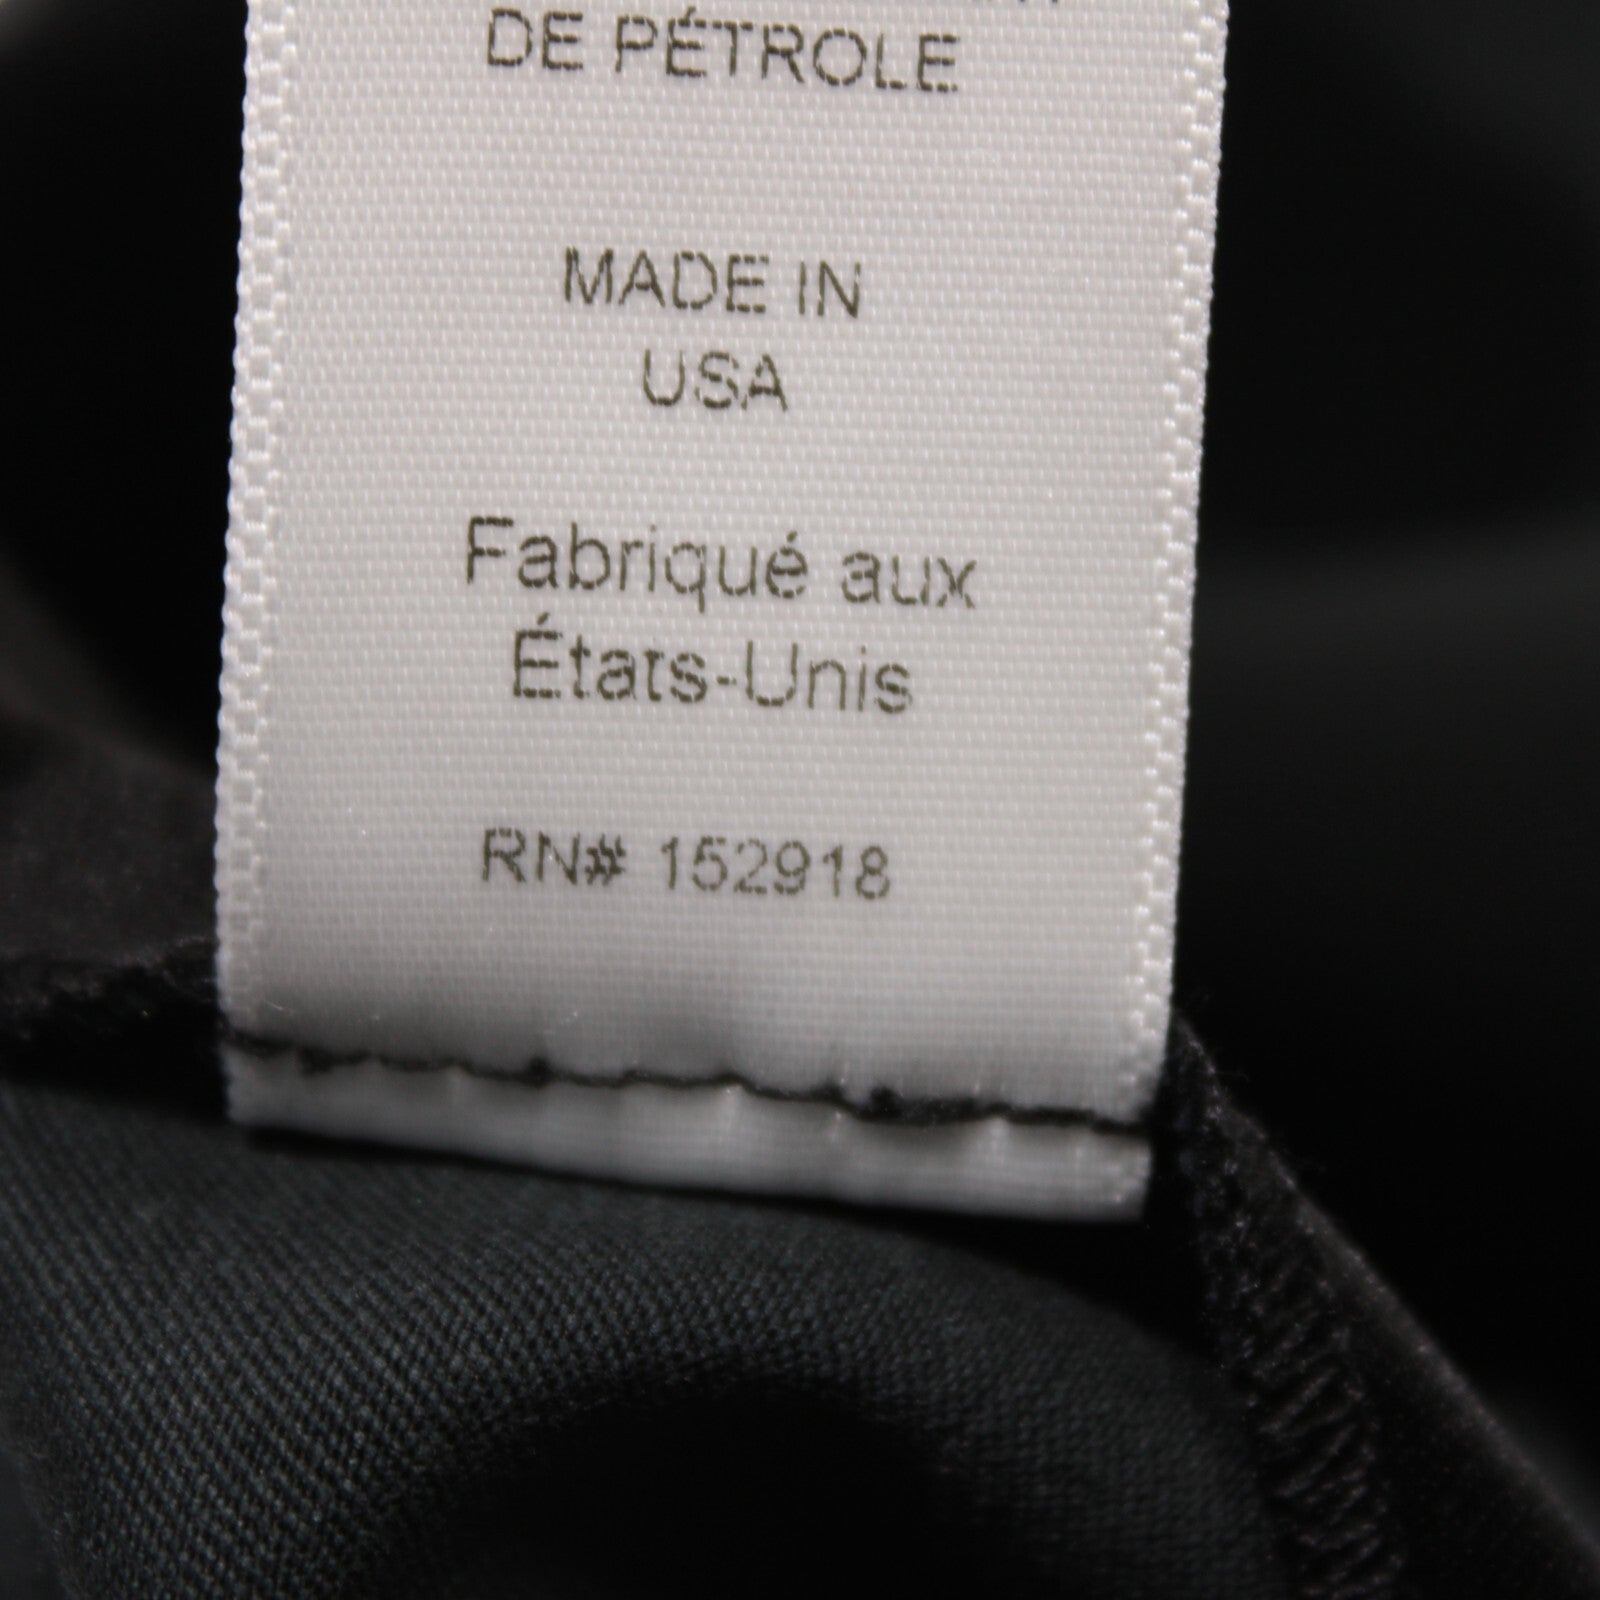 DE PÉTROLE
MADE IN
USA
Fabriqué aux
États-Unis
RN# 152918